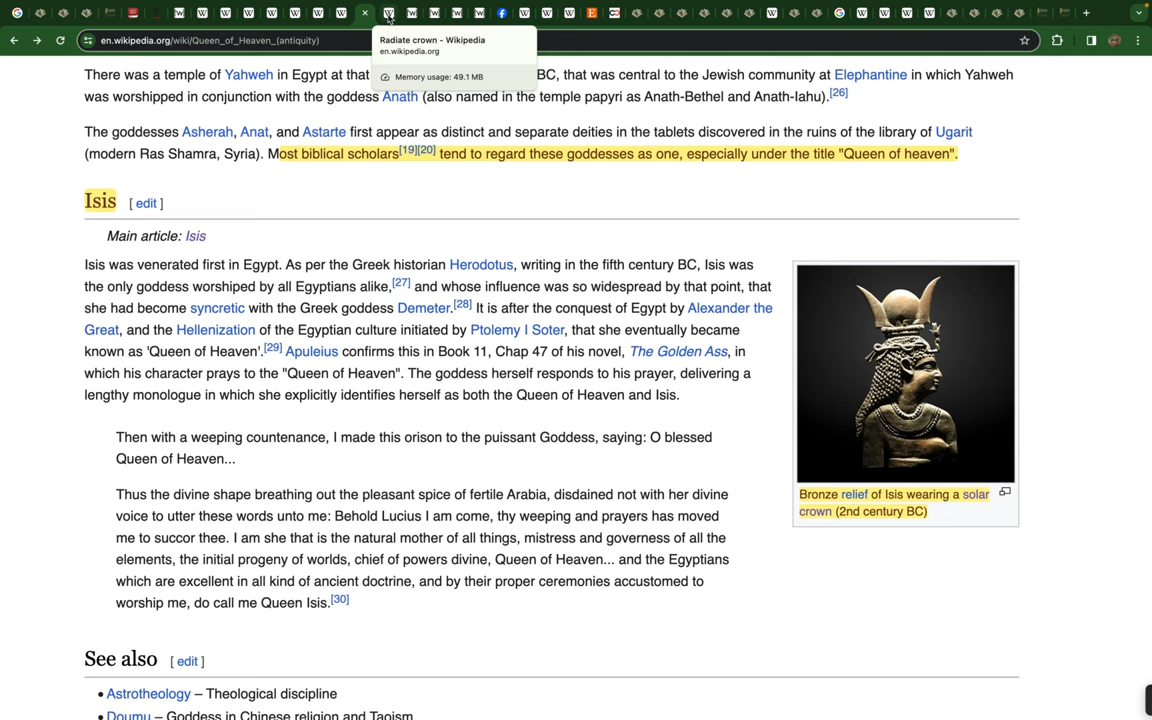 en.wikipedia.org/wiki/Queen_of_Heaven_(antiquity)
Radiate crown - Wikipedia
en.wikipedia.org
Memory usage: 49.1 MB
There was a temple of Yahweh in Egypt at that BC, that was central to the Jewish community at Elephantine in which Yahweh
was worshipped in conjunction with the goddess Anath (also named in the temple papyri as Anath-Bethel and Anath-Iahu).[26]
The goddesses Asherah, Anat, and Astarte first appear as distinct and separate deities in the tablets discovered in the ruins of the library of Ugarit
(modern Ras Shamra, Syria). Most biblical scholars[19][20] tend to regard these goddesses as one, especially under the title "Queen of heaven".
Isis [ edit ]
Main article: Isis
Isis was venerated first in Egypt. As per the Greek historian Herodotus, writing in the fifth century BC, Isis was
the only goddess worshiped by all Egyptians alike,[27] and whose influence was so widespread by that point, that
she had become syncretic with the Greek goddess Demeter.[28] It is after the conquest of Egypt by Alexander the
Great, and the Hellenization of the Egyptian culture initiated by Ptolemy I Soter, that she eventually became
known as 'Queen of Heaven'.[29] Apuleius confirms this in Book 11, Chap 47 of his novel, The Golden Ass, in
which his character prays to the "Queen of Heaven". The goddess herself responds to his prayer, delivering a
lengthy monologue in which she explicitly identifies herself as both the Queen of Heaven and Isis.
Then with a weeping countenance, I made this orison to the puissant Goddess, saying: O blessed
Queen of Heaven...
Thus the divine shape breathing out the pleasant spice of fertile Arabia, disdained not with her divine
voice to utter these words unto me: Behold Lucius I am come, thy weeping and prayers has moved
me to succor thee. I am she that is the natural mother of all things, mistress and governess of all the
elements, the initial progeny of worlds, chief of powers divine, Queen of Heaven... and the Egyptians
which are excellent in all kind of ancient doctrine, and by their proper ceremonies accustomed to
worship me, do call me Queen Isis.[30]
Bronze relief of Isis wearing a solar
crown (2nd century BC)
See also [ edit ]
• Astrotheology – Theological discipline
• Doumu – Goddess in Chinese religion and Taoism